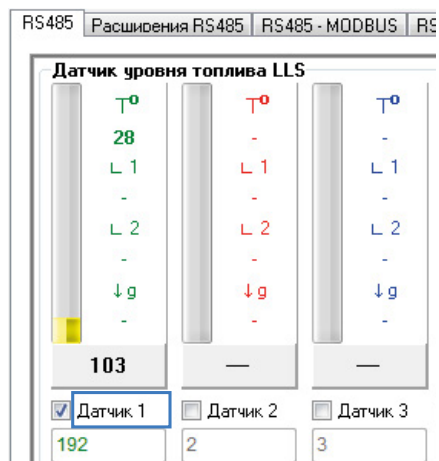 RS485 Расширения RS485 RS485 - MODBUS RS
Датчик уровня топлива LLS
T° T° T°
28 - -
∟ 1 ∟ 1 ∟ 1
- - -
∟ 2 ∟ 2 ∟ 2
- - -
↓g ↓g ↓g
- - -
103 — —
Датчик 1 Датчик 2 Датчик 3
192 2 3